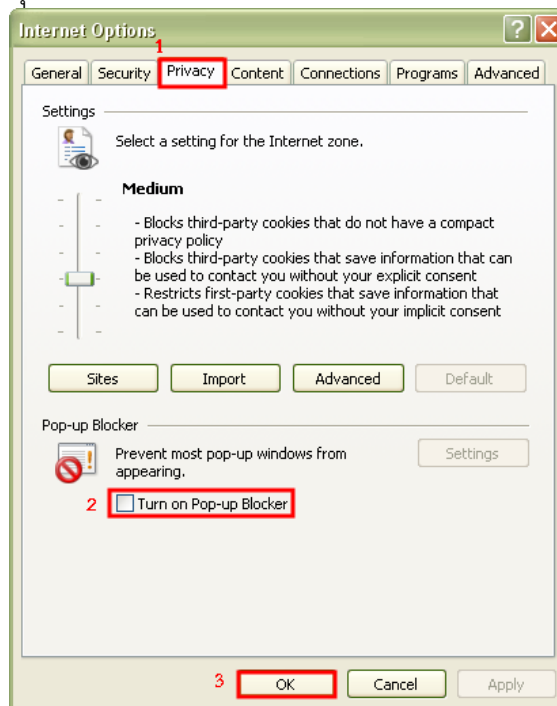 Internet Options
1
General Security Privacy Content Connections Programs Advanced
Settings
Select a setting for the Internet zone.
Medium
- Blocks third-party cookies that do not have a compact
privacy policy
- Blocks third-party cookies that save information that can
be used to contact you without your explicit consent
- Restricts first-party cookies that save information that
can be used to contact you without your implicit consent
Sites Import Advanced Default
Pop-up Blocker
Prevent most pop-up windows from
appearing.
Settings
2 Turn on Pop-up Blocker
3 OK Cancel Apply